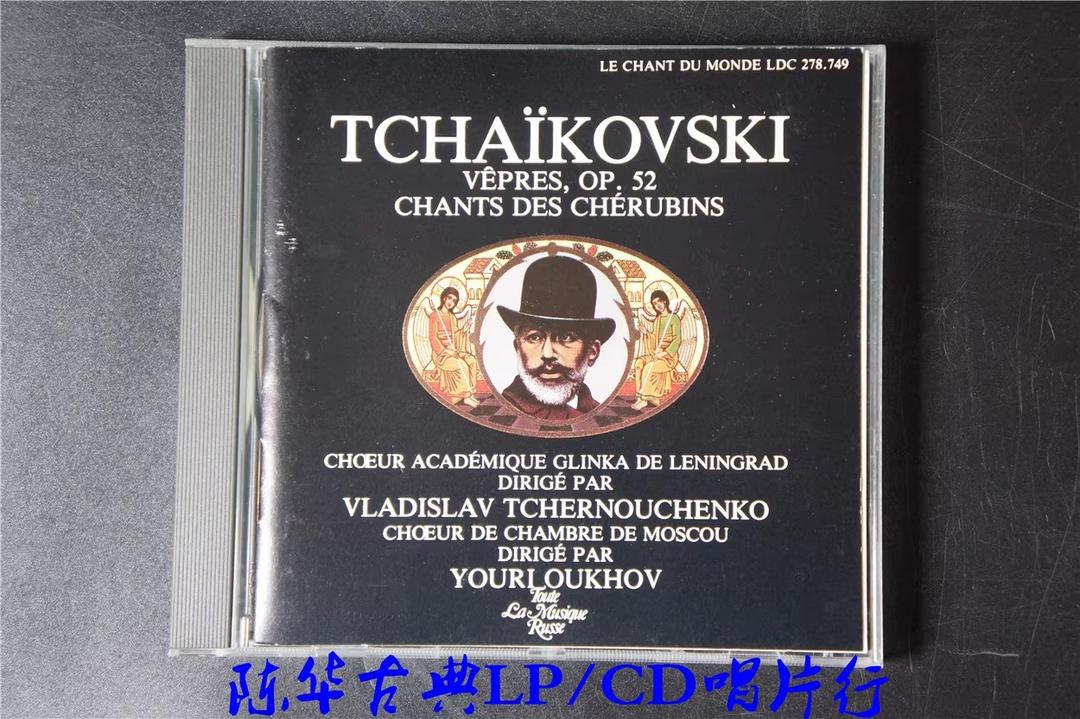 LE CHANT DU MONDE LDC 278.749
TCHAÏKOVSKI
VÊPRES, OP. 52
CHANTS DES CHÉRUBINS
CHŒUR ACADÉMIQUE GLINKA DE LENINGRAD
DIRIGÉ PAR
VLADISLAV TCHERNOUCHENKO
CHŒUR DE CHAMBRE DE MOSCOU
DIRIGÉ PAR
YOURI OUKHOV
Toute
La Musique
Russe
陈华古典LP/CD唱片行